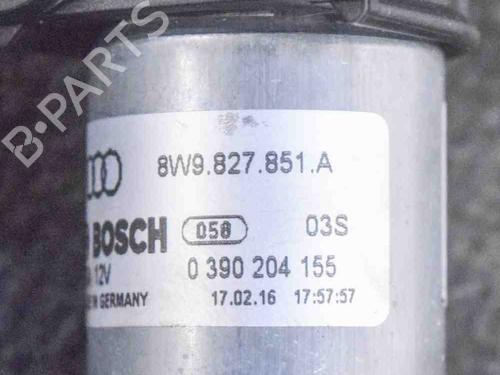 B-PARTS
8W9.827.851.A
BOSCH 058 03S
12V 0 390 204 155
IN GERMANY 17.02.16 17:57:57